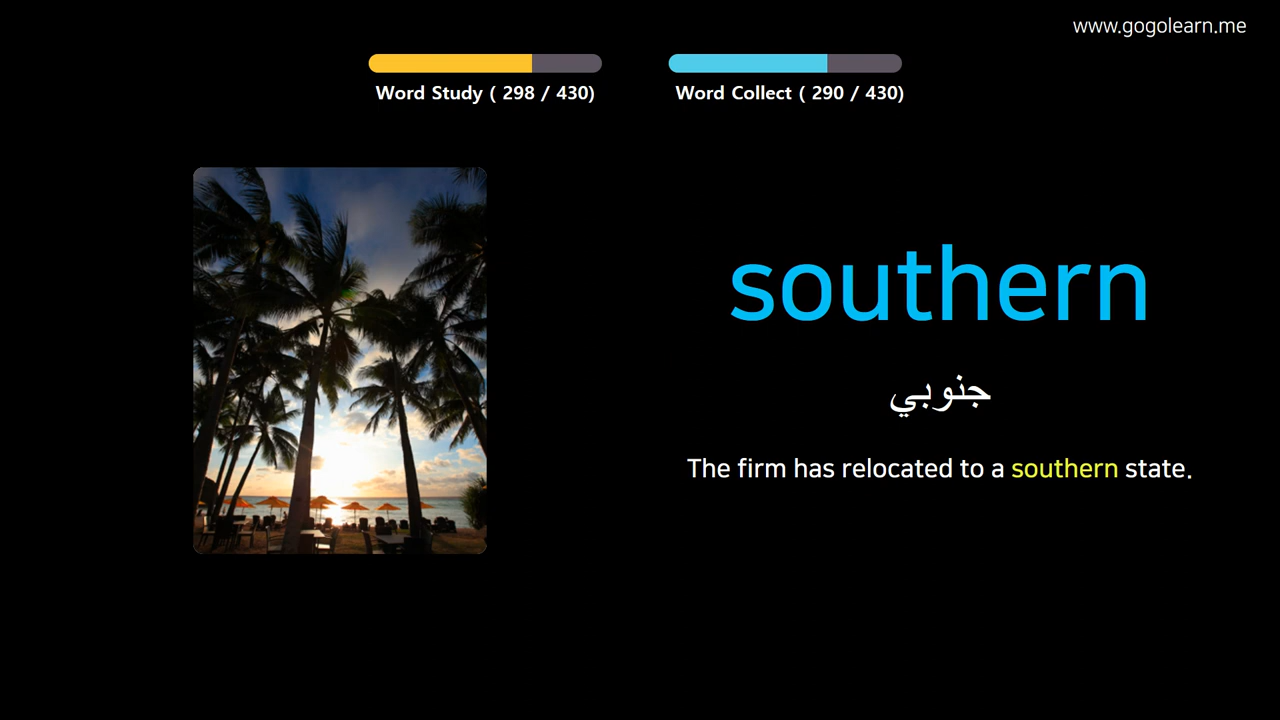 www.gogolearn.me
Word Study ( 298 / 430)
Word Collect ( 290 / 430)
southern
جنوبي
The firm has relocated to a southern state.